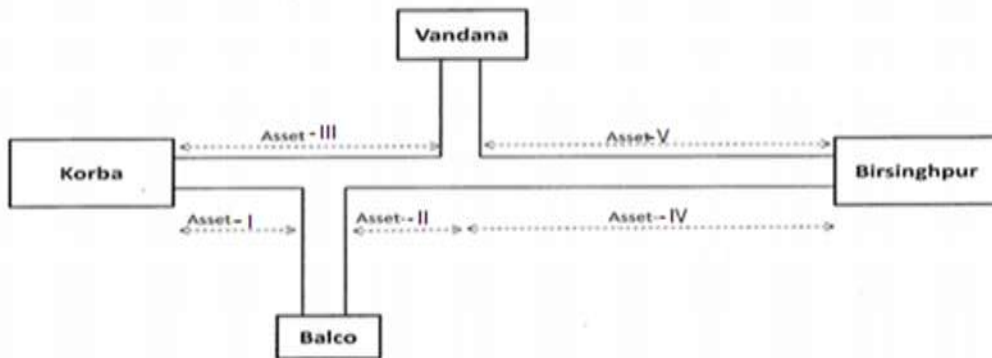 Vandana
Asset - III
Asset-V
Korba
Birsinghpur
Asset - I
Asset - II
Asset - IV
Balco